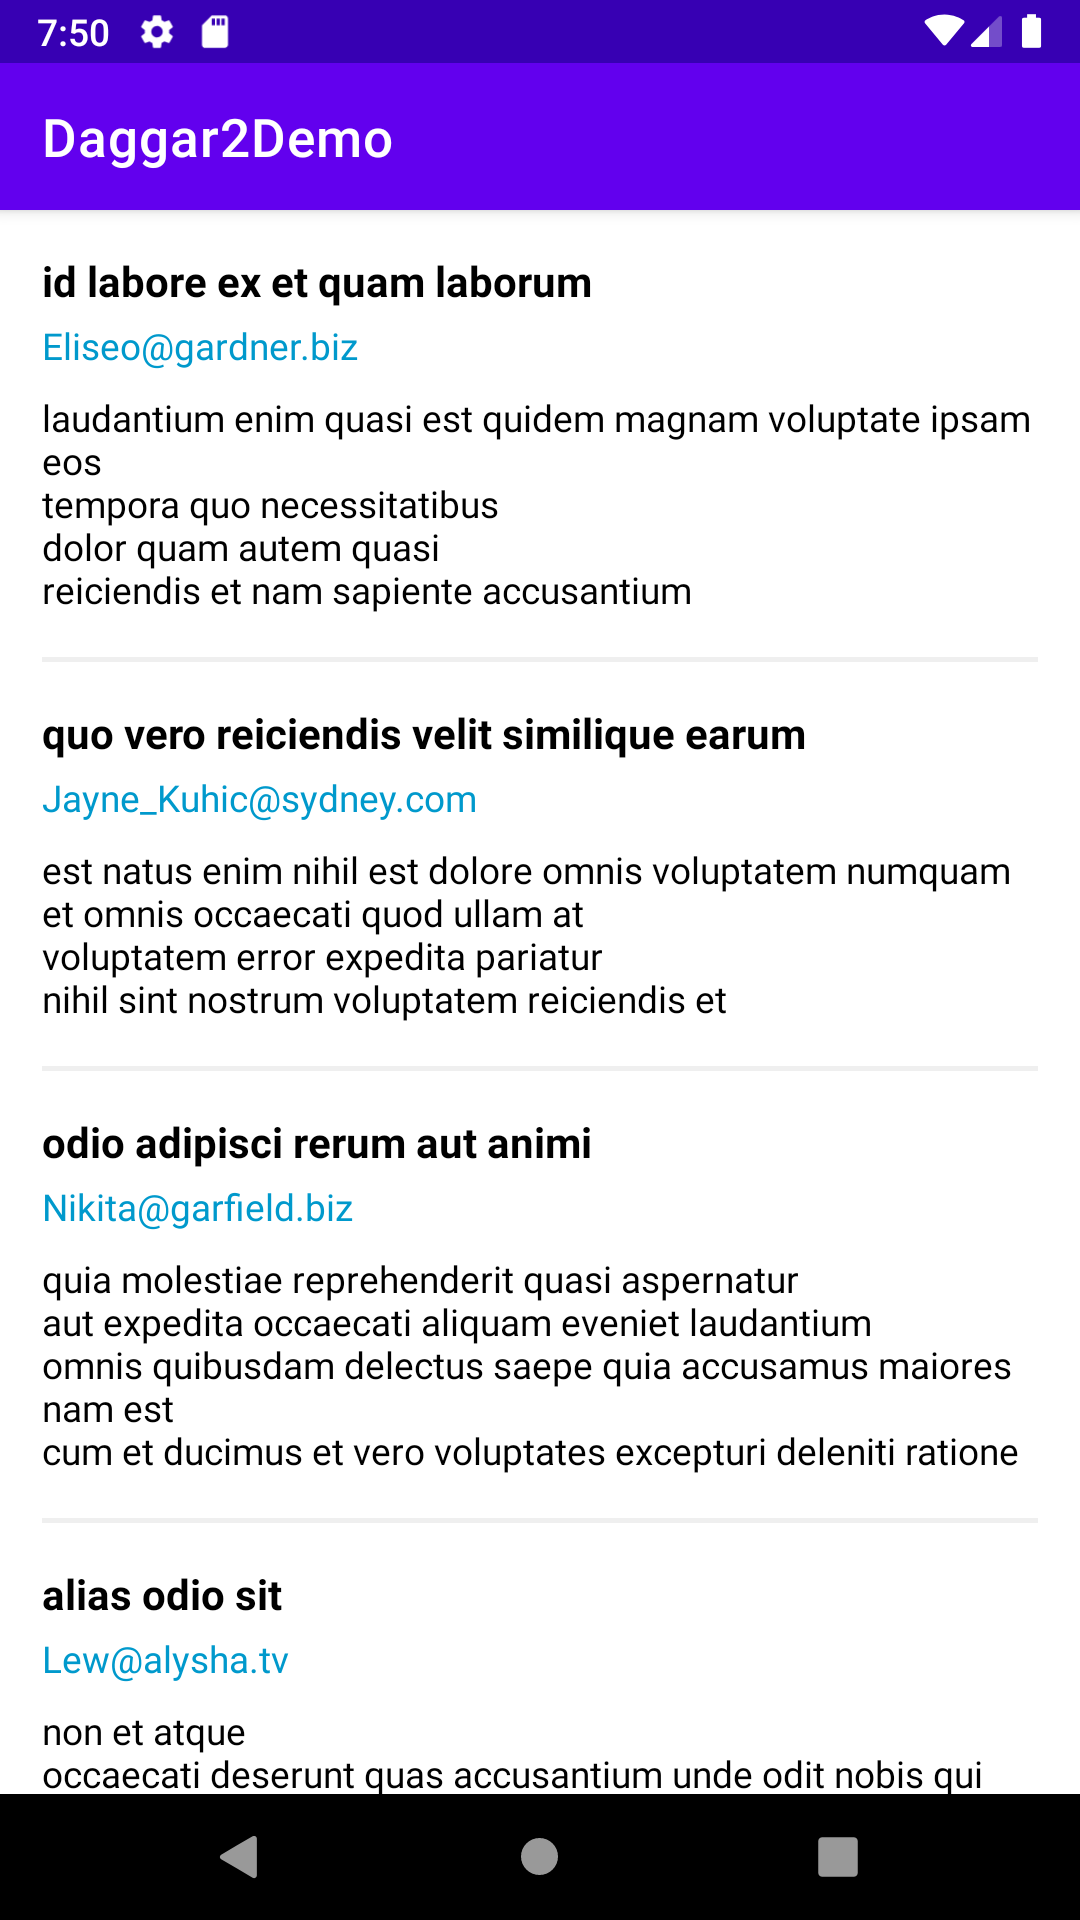 7:50
Daggar2Demo
id labore ex et quam laborum
Eliseo@gardner.biz
laudantium enim quasi est quidem magnam voluptate ipsam
eos
tempora quo necessitatibus
dolor quam autem quasi
reiciendis et nam sapiente accusantium
quo vero reiciendis velit similique earum
Jayne_Kuhic@sydney.com
est natus enim nihil est dolore omnis voluptatem numquam
et omnis occaecati quod ullam at
voluptatem error expedita pariatur
nihil sint nostrum voluptatem reiciendis et
odio adipisci rerum aut animi
Nikita@garfield.biz
quia molestiae reprehenderit quasi aspernatur
aut expedita occaecati aliquam eveniet laudantium
omnis quibusdam delectus saepe quia accusamus maiores
nam est
cum et ducimus et vero voluptates excepturi deleniti ratione
alias odio sit
Lew@alysha.tv
non et atque
occaecati deserunt quas accusantium unde odit nobis qui